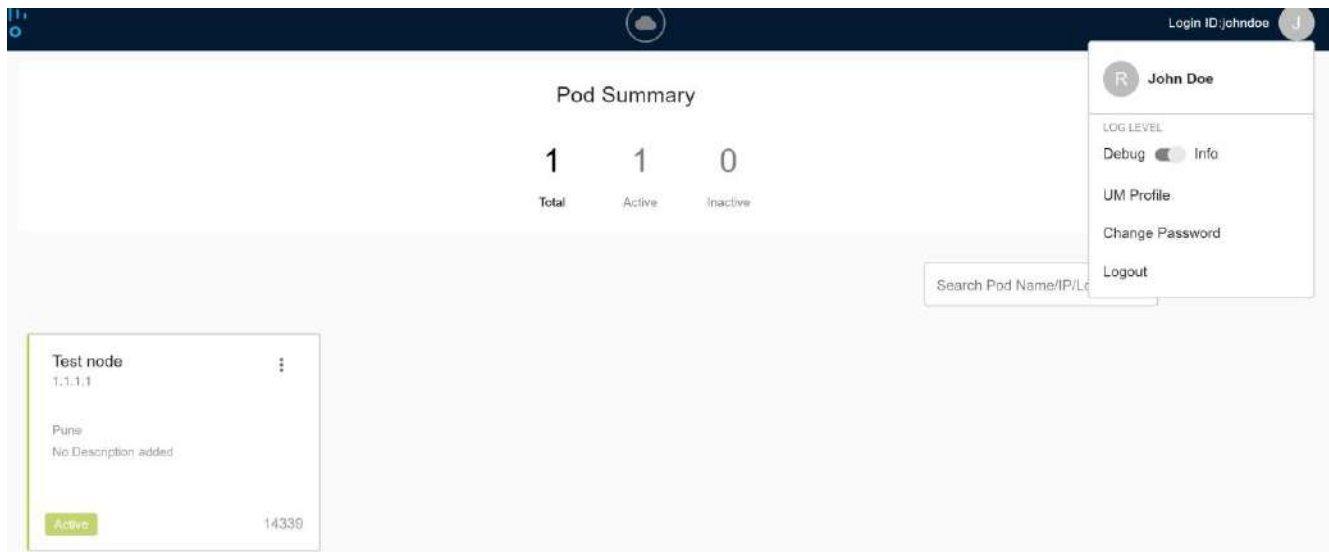 Login ID:johndoe J
Pod Summary
R John Doe
LOG LEVEL
Debug Info
UM Profile
Change Password
Logout
1 1 0
Total Active Inactive
Search Pod Name/IP/Lo
Test node
1.1.1.1
Pune
No Description added
Active 14339